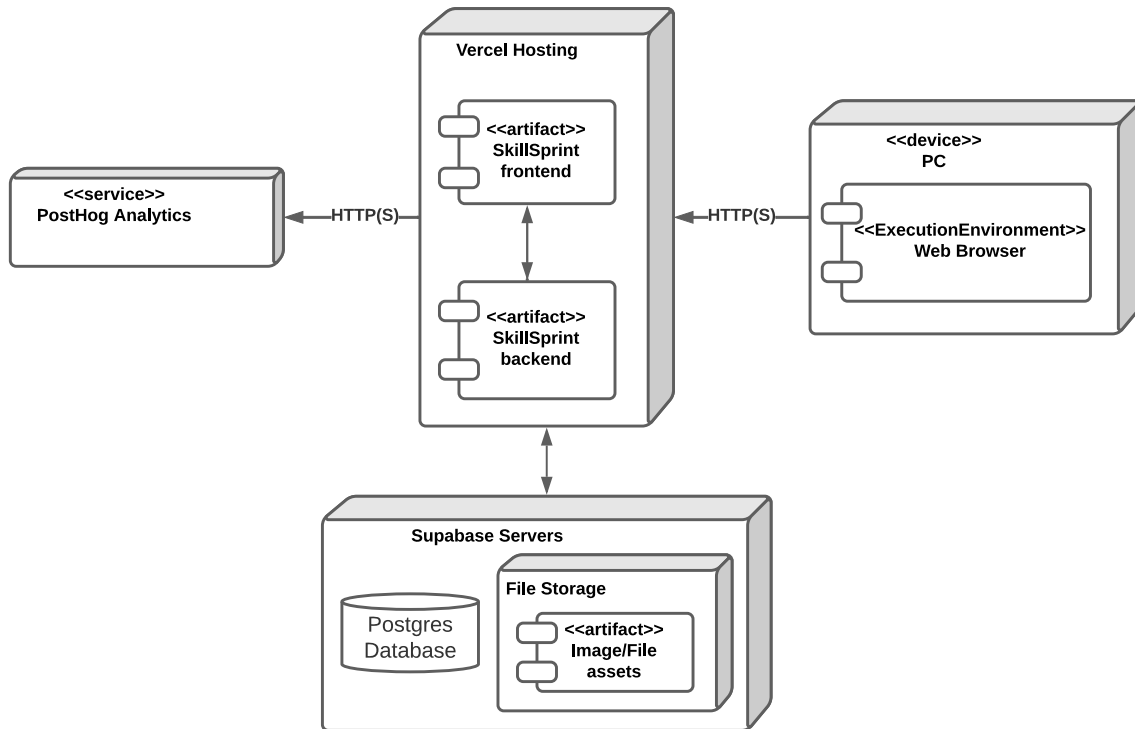 Vercel Hosting
<<artifact>>
SkillSprint
frontend
<<device>>
PC
<<service>>
PostHog Analytics
HTTP(S)
HTTP(S)
<<ExecutionEnvironment>>
Web Browser
<<artifact>>
SkillSprint
backend
Supabase Servers
File Storage
Postgres
Database
<<artifact>>
Image/File
assets